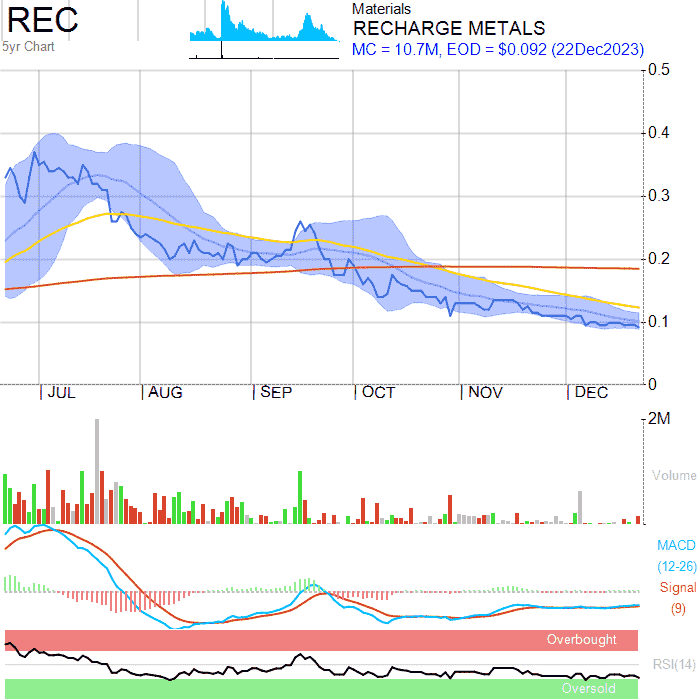 REC
5yr Chart
Materials
RECHARGE METALS
MC = 10.7M, EOD = $0.092 (22Dec2023)
0.5
0.4
0.3
0.2
0.1
0
JUL AUG SEP OCT NOV DEC
2M
Volume
MACD
(12-26)
Signal
(9)
Overbought
RSI(14)
Oversold